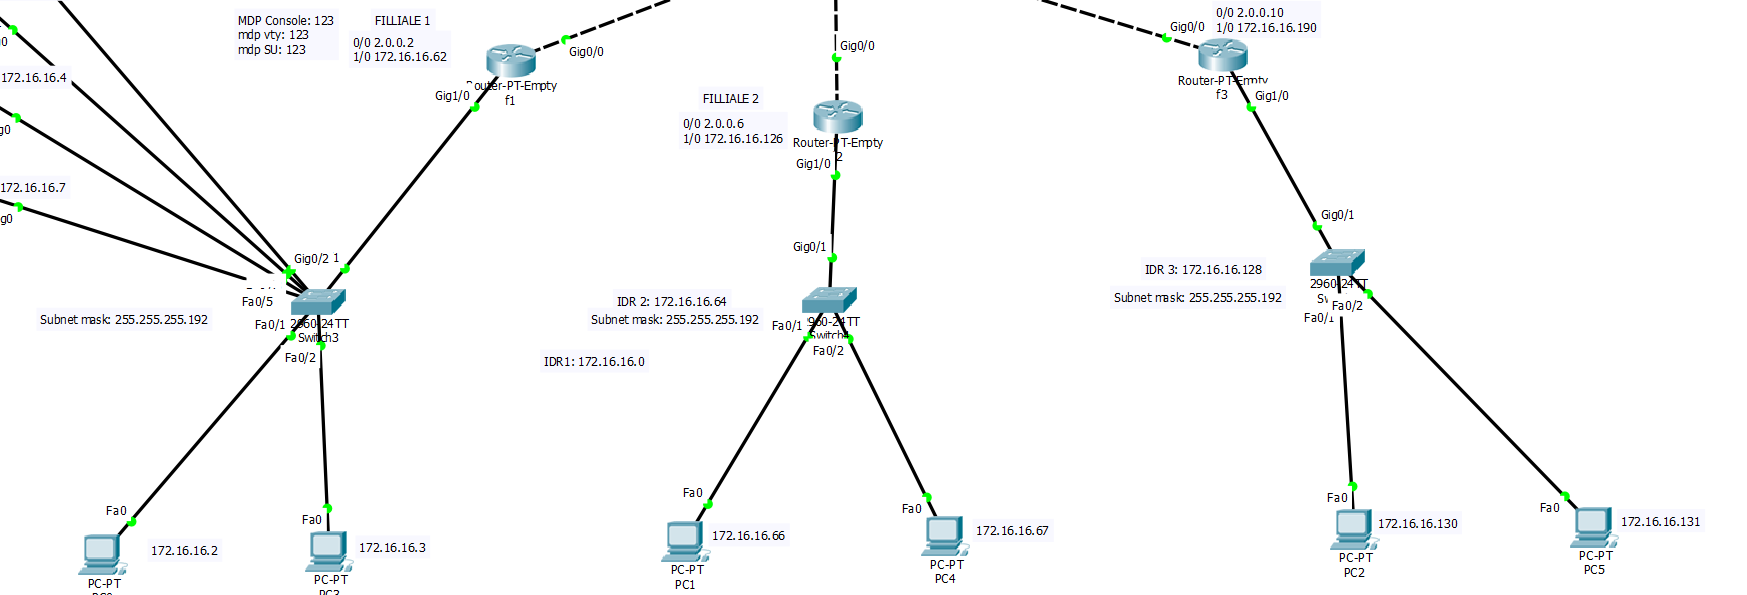 MDP Console: 123
mdp vty: 123
mdp SU: 123
FILLIALE 1
0/0 2.0.0.2
1/0 172.16.16.62
Gig0/0
Router-PT-Empty
f1
Gig1/0
Gig0/0
FILLIALE 2
0/0 2.0.0.6
1/0 172.16.16.126
Router-PT-Empty
2
Gig1/0
0/0 2.0.0.10
1/0 172.16.16.190
Gig0/0
Router-PT-Empty
f3
Gig1/0
172.16.16.4
172.16.16.7
g0
Gig0/2
1
Fa0/5
Fa0/1
2960-24TT
Switch3
Fa0/2
Subnet mask: 255.255.255.192
Gig0/1
IDR 2: 172.16.16.64
Subnet mask: 255.255.255.192
Fa0/1
960-24TT
Fa0/2
IDR1: 172.16.16.0
Gig0/1
IDR 3: 172.16.16.128
Subnet mask: 255.255.255.192
2960-24TT
Fa0/2
Fa0/1
Fa0
172.16.16.2
PC-PT
Fa0
172.16.16.3
PC-PT
PC3
Fa0
172.16.16.66
PC-PT
PC1
Fa0
172.16.16.67
PC-PT
PC4
Fa0
172.16.16.130
PC-PT
PC2
Fa0
172.16.16.131
PC-PT
PC5